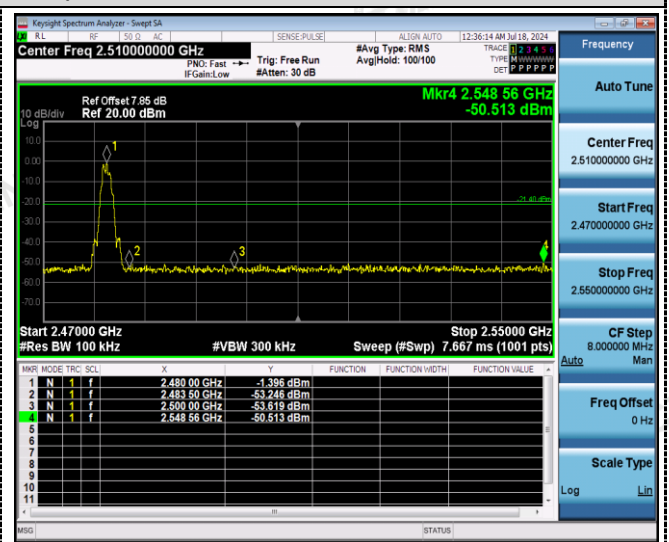 Keysight Spectrum Analyzer - Swept SA
RL RF 50 Ω AC SENSE:PULSE ALIGN AUTO 12:36:14 AM Jul 18, 2024
Center Freq 2.510000000 GHz #Avg Type: RMS TRACE 1 2 3 4 5 6
PNO: Fast Trig: Free Run Avg|Hold: 100/100 TYPE MWWWWW
IFGain:Low #Atten: 30 dB DET P P P P P P
Frequency
Auto Tune
Center Freq
2.510000000 GHz
Start Freq
2.470000000 GHz
Stop Freq
2.550000000 GHz
CF Step
8.000000 MHz
Auto Man
Freq Offset
0 Hz
Scale Type
Log Lin
Mkr4 2.548 56 GHz
-50.513 dBm
Ref Offset 7.85 dB
10 dB/div Ref 20.00 dBm
Log
10.0
0.00
-10.0
-20.0
-30.0
-40.0
-50.0
-60.0
-70.0
1
2
3
4
-21.40 dBm
Start 2.47000 GHz Stop 2.55000 GHz
#Res BW 100 kHz #VBW 300 kHz Sweep (#Swp) 7.667 ms (1001 pts)
MKR MODE TRC SCL X Y FUNCTION FUNCTION WIDTH FUNCTION VALUE
1 N 1 f 2.480 00 GHz -1.396 dBm
2 N 1 f 2.483 50 GHz -53.246 dBm
3 N 1 f 2.500 00 GHz -53.619 dBm
4 N 1 f 2.548 56 GHz -50.513 dBm
5
6
7
8
9
10
11
MSG STATUS